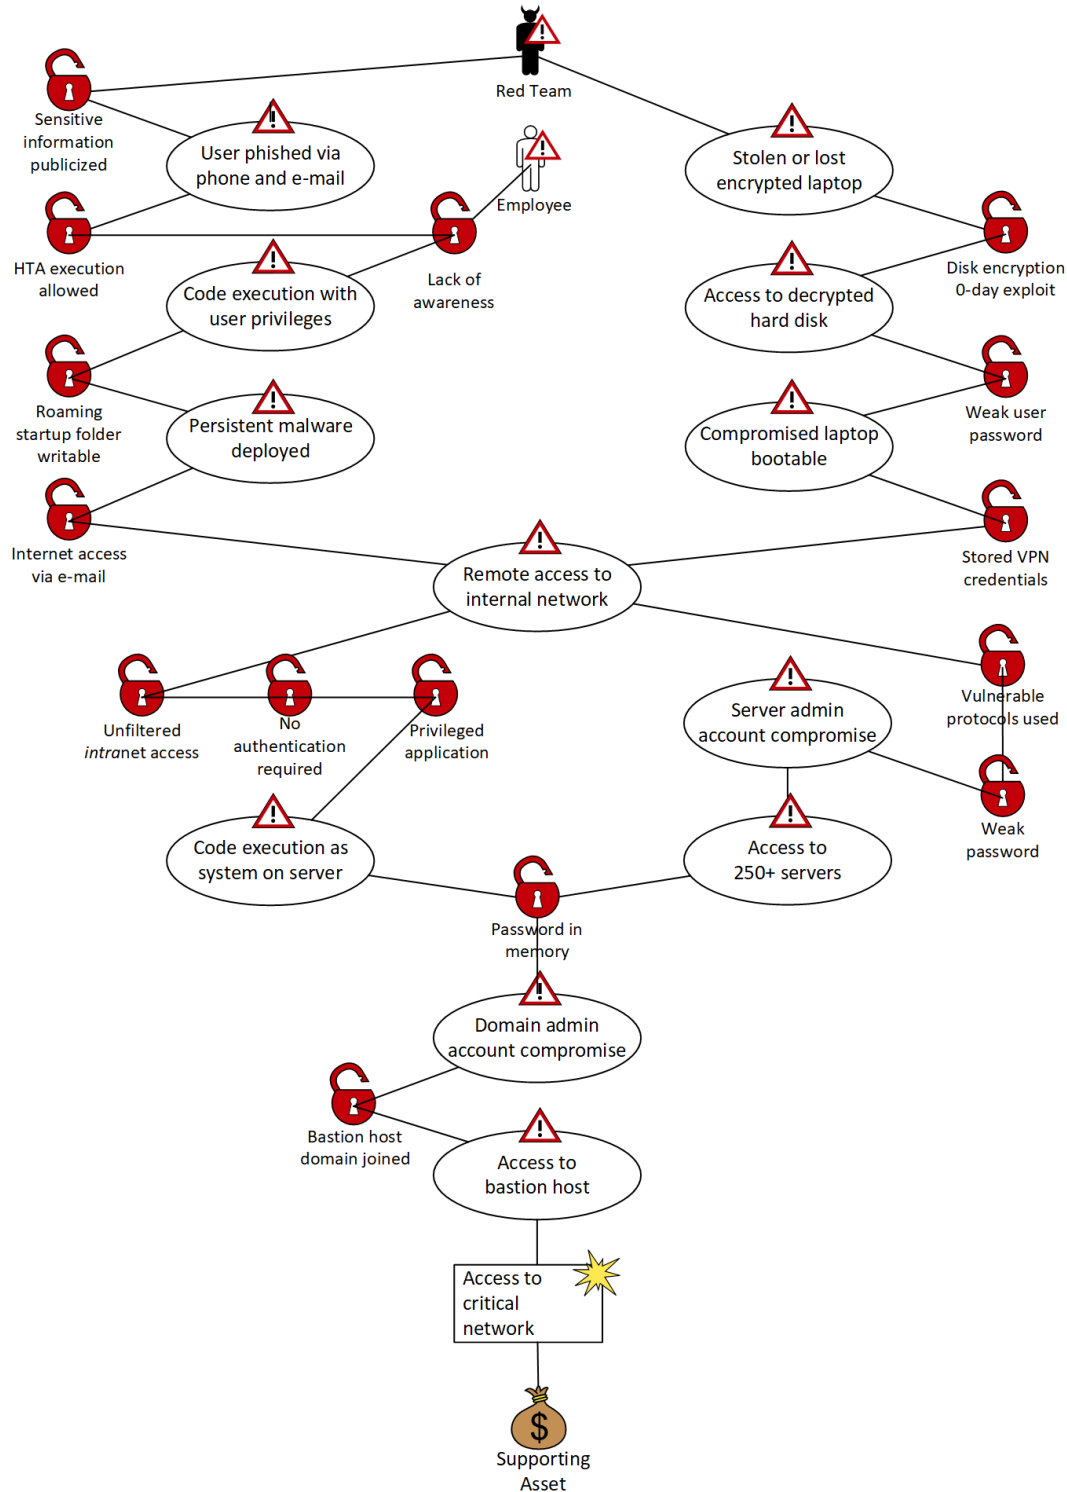 Red Team
Sensitive
information
publicized
User phished via
phone and e-mail
Employee
Stolen or lost
encrypted laptop
HTA execution
allowed
Lack of
awareness
Disk encryption
0-day exploit
Code execution with
user privileges
Access to decrypted
hard disk
Roaming
startup folder
writable
Persistent malware
deployed
Weak user
password
Compromised laptop
bootable
Internet access
via e-mail
Remote access to
internal network
Stored VPN
credentials
Unfiltered
intranet access
No
authentication
required
Privileged
application
Server admin
account compromise
Vulnerable
protocols used
Code execution as
system on server
Access to
250+ servers
Weak
password
Password in
memory
Domain admin
account compromise
Bastion host
domain joined
Access to
bastion host
Access to
critical
network
$
Supporting
Asset